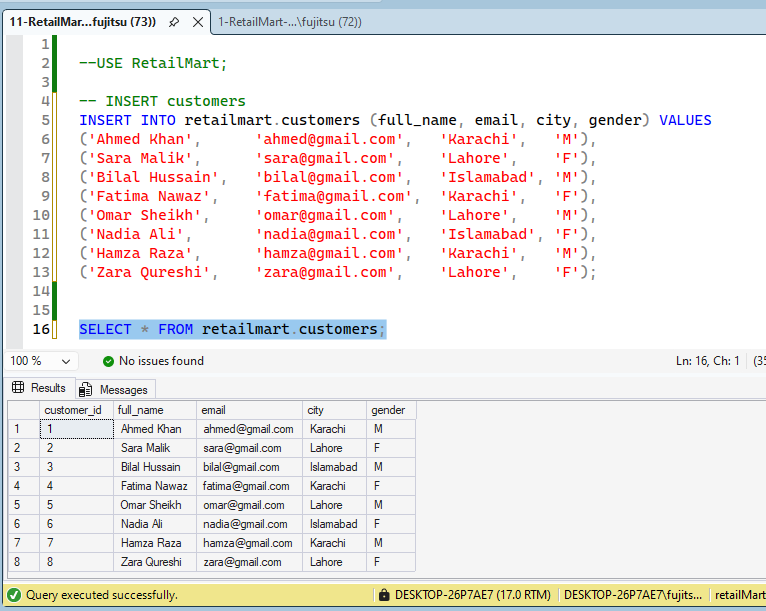 11-RetailMar...fujitsu (73))
1-RetailMart-...\fujitsu (72))
1
2 --USE RetailMart;
3
4 -- INSERT customers
5 INSERT INTO retailmart.customers (full_name, email, city, gender) VALUES
6 ('Ahmed Khan', 'ahmed@gmail.com', 'Karachi', 'M'),
7 ('Sara Malik', 'sara@gmail.com', 'Lahore', 'F'),
8 ('Bilal Hussain', 'bilal@gmail.com', 'Islamabad', 'M'),
9 ('Fatima Nawaz', 'fatima@gmail.com', 'Karachi', 'F'),
10 ('Omar Sheikh', 'omar@gmail.com', 'Lahore', 'M'),
11 ('Nadia Ali', 'nadia@gmail.com', 'Islamabad', 'F'),
12 ('Hamza Raza', 'hamza@gmail.com', 'Karachi', 'M'),
13 ('Zara Qureshi', 'zara@gmail.com', 'Lahore', 'F');
14
15
16 SELECT * FROM retailmart.customers;
100 % No issues found Ln: 16, Ch: 1 (35
Results Messages
customer_id full_name email city gender
1 1 Ahmed Khan ahmed@gmail.com Karachi M
2 2 Sara Malik sara@gmail.com Lahore F
3 3 Bilal Hussain bilal@gmail.com Islamabad M
4 4 Fatima Nawaz fatima@gmail.com Karachi F
5 5 Omar Sheikh omar@gmail.com Lahore M
6 6 Nadia Ali nadia@gmail.com Islamabad F
7 7 Hamza Raza hamza@gmail.com Karachi M
8 8 Zara Qureshi zara@gmail.com Lahore F
Query executed successfully. DESKTOP-26P7AE7 (17.0 RTM) DESKTOP-26P7AE7\fujits... retailMart